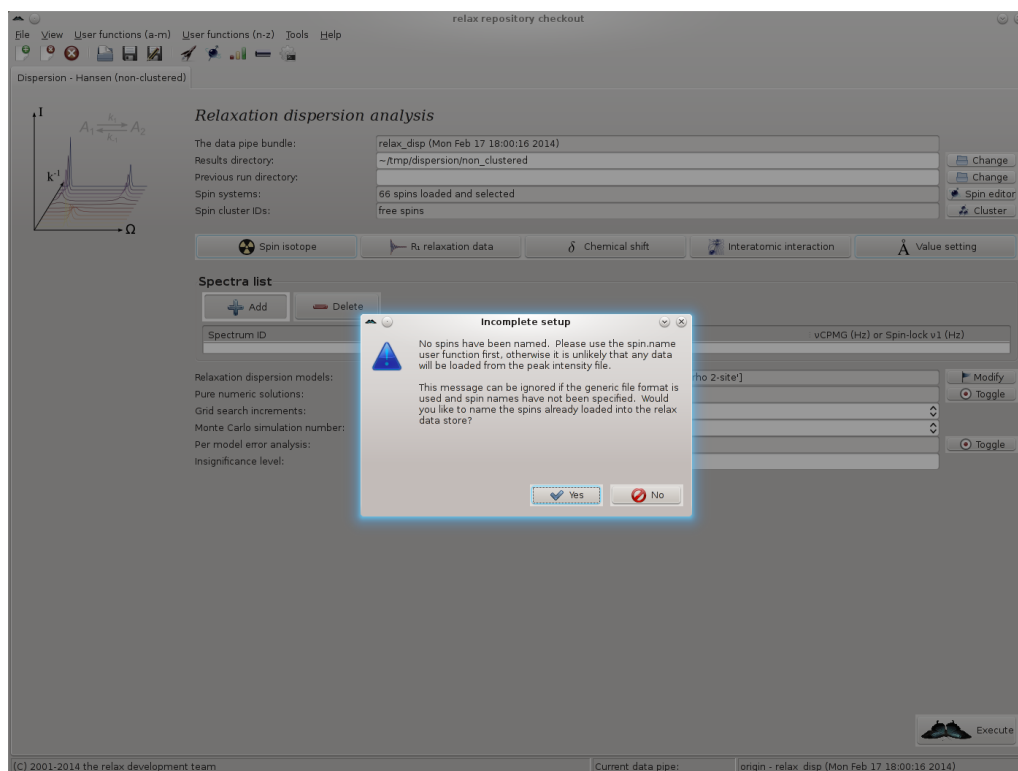 relax repository checkout
File View User functions (a-m) User functions (n-z) Tools Help
Dispersion - Hansen (non-clustered)
I
k⁻¹
Ω
Relaxation dispersion analysis
The data pipe bundle: relax_disp (Mon Feb 17 18:00:16 2014)
Results directory: ~/tmp/dispersion/non_clustered Change
Previous run directory: Change
Spin systems: 66 spins loaded and selected Spin editor
Spin cluster IDs: free spins Cluster
Spin isotope R₁ relaxation data δ Chemical shift Interatomic interaction Å Value setting
Spectra list
Add Delete
Spectrum ID νCPMG (Hz) or Spin-lock ν1 (Hz)
Incomplete setup
No spins have been named. Please use the spin.name
user function first, otherwise it is unlikely that any data
will be loaded from the peak intensity file.
This message can be ignored if the generic file format is
used and spin names have not been specified. Would
you like to name the spins already loaded into the relax
data store?
Yes No
Relaxation dispersion models: rho 2-site'] Modify
Pure numeric solutions: Toggle
Grid search increments:
Monte Carlo simulation number:
Per model error analysis: Toggle
Insignificance level:
Execute
(C) 2001-2014 the relax development team Current data pipe: origin - relax_disp (Mon Feb 17 18:00:16 2014)